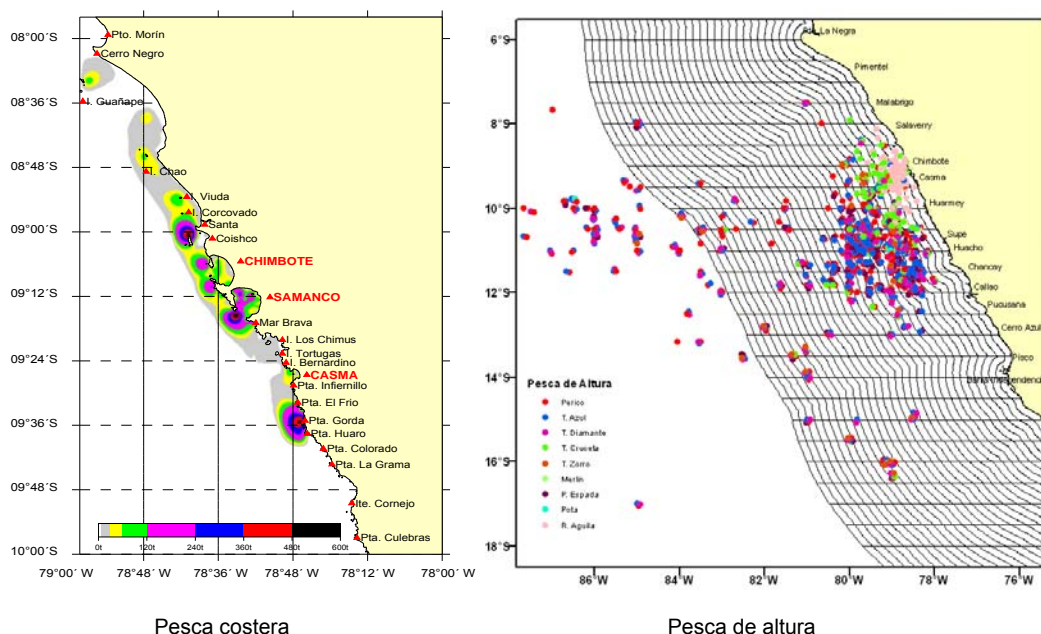 08°00´S
Pto. Morín
Cerro Negro
08°36´S
I. Guañape
08°48´S
I. Chao
I. Viuda
I. Corcovado
Santa
09°00´S
Coishco
CHIMBOTE
09°12´S
SAMANCO
Mar Brava
I. Los Chimus
I. Tortugas
09°24´S
I. Bernardino
CASMA
Pta. Infiernillo
Pta. El Frio
09°36´S
Pta. Gorda
Pta. Huaro
Pta. Colorado
Pta. La Grama
09°48´S
Ite. Cornejo
Pta. Culebras
10°00´S
0t 120t 240t 360t 480t 600t
79°00´ W 78°48´ W 78°36´ W 78°48´ W 78°12´ W 78°00´ W
Pesca costera
6°S
La Negra
Pimentel
Malabrigo
8°S
Salaverry
Chimbote
Casma
Huarmey
10°S
Supe
Huacho
Chancay
12°S
Callao
Pucusana
Cerro Azul
Pisco
14°S
Pesca de Altura
Perico
T. Azul
T. Diamante
T. Cruceta
T. Zorro
Merlin
P. Espada
Pota
R. Aguila
16°S
18°S
86°W 84°W 82°W 80°W 78°W 76°W
Pesca de altura